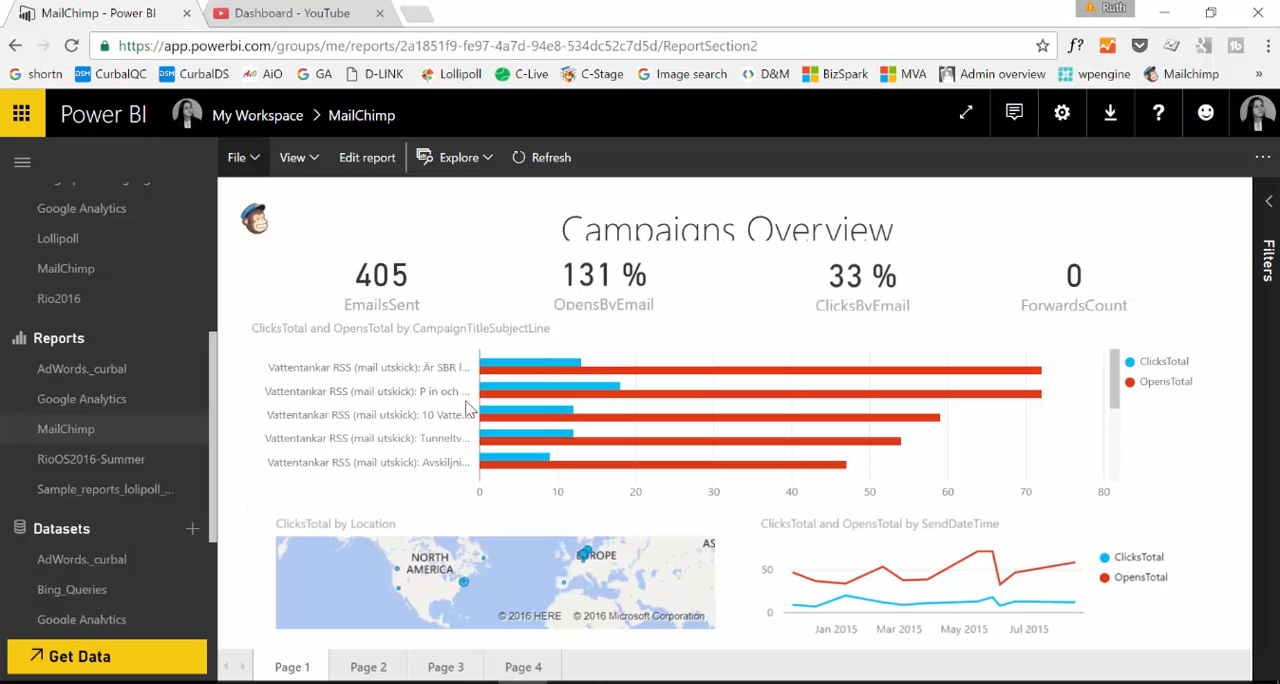 MailChimp - Power BI
Dashboard - YouTube
Ruth
https://app.powerbi.com/groups/me/reports/2a1851f9-fe97-4a7d-94e8-534dc52c7d5d/ReportSection2
f?
shortn
DSM CurbalQC
DSM CurbalDS
AiO
GA
D-LINK
Lollipoll
C-Live
C-Stage
Image search
D&M
BizSpark
MVA
Admin overview
wpengine
Mailchimp
»
Power BI
My Workspace > MailChimp
File
View
Edit report
Explore
Refresh
Google Analytics
Lollipoll
MailChimp
Rio2016
Reports
AdWords._curbal
Google Analytics
MailChimp
RioOS2016-Summer
Sample_reports_lolipoll_...
Datasets
AdWords._curbal
Bing_Queries
Google Analytics
Get Data
Campaigns Overview
405
EmailsSent
131 %
OpensByEmail
33 %
ClicksByEmail
0
ForwardsCount
ClicksTotal and OpensTotal by CampaignTitleSubjectLine
Vattentankar RSS (mail utskick): Är SBR l...
Vattentankar RSS (mail utskick): P in och ...
Vattentankar RSS (mail utskick): 10 Vatte...
Vattentankar RSS (mail utskick): Tunneltv...
Vattentankar RSS (mail utskick): Avskiljni...
0 10 20 30 40 50 60 70 80
ClicksTotal
OpensTotal
ClicksTotal by Location
NORTH
AMERICA
EUROPE
AS
© 2016 HERE © 2016 Microsoft Corporation
ClicksTotal and OpensTotal by SendDateTime
50
0
Jan 2015 Mar 2015 May 2015 Jul 2015
ClicksTotal
OpensTotal
Filters
Page 1
Page 2
Page 3
Page 4